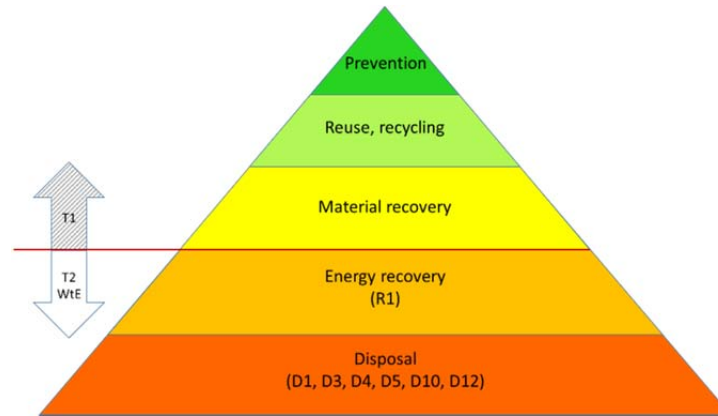 Prevention
Reuse, recycling
Material recovery
T1
Energy recovery
(R1)
T2
WtE
Disposal
(D1, D3, D4, D5, D10, D12)